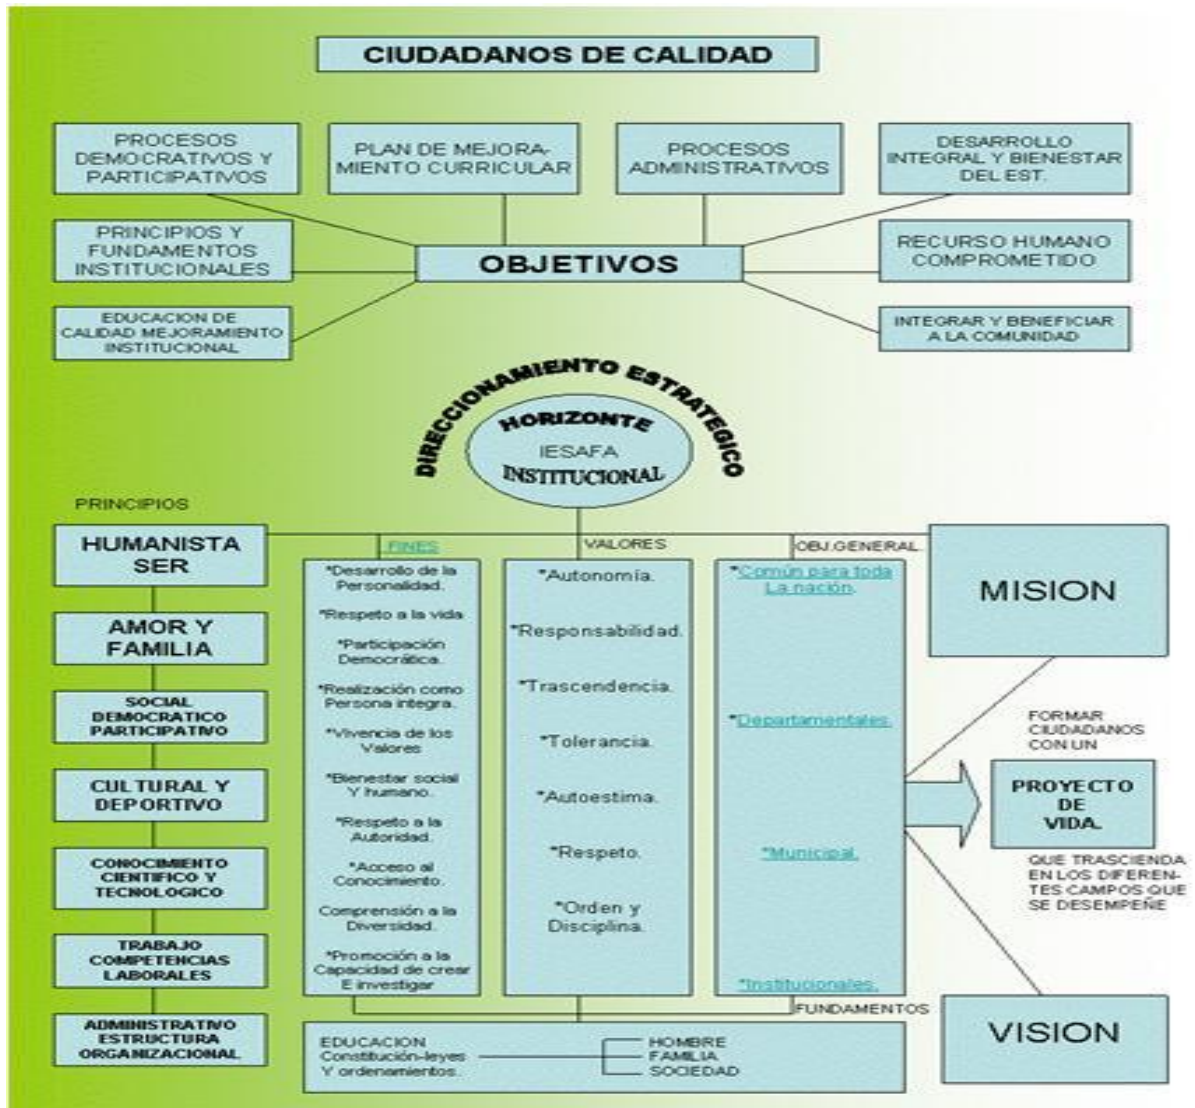 CIUDADANOS DE CALIDAD
PROCESOS
DEMOCRATIVOS Y
PARTICIPATIVOS
PLAN DE MEJORA-
MIENTO CURRICULAR
PROCESOS
ADMINISTRATIVOS
DESARROLLO
INTEGRAL Y BIENESTAR
DEL EST.
PRINCIPIOS Y
FUNDAMENTOS
INSTITUCIONALES
OBJETIVOS
RECURSO HUMANO
COMPROMETIDO
EDUCACION DE
CALIDAD MEJORAMIENTO
INSTITUCIONAL
INTEGRAR Y BENEFICIAR
A LA COMUNIDAD
DIRECCIONAMIENTO ESTRATEGICO
HORIZONTE
IESAFA
INSTITUCIONAL
PRINCIPIOS
HUMANISTA
SER
AMOR Y
FAMILIA
SOCIAL
DEMOCRATICO
PARTICIPATIVO
CULTURAL Y
DEPORTIVO
CONOCIMIENTO
CIENTIFICO Y
TECNOLOGICO
TRABAJO
COMPETENCIAS
LABORALES
ADMINISTRATIVO
ESTRUCTURA
ORGANIZACIONAL
FINES
*Desarrollo de la
Personalidad.
*Respeto a la vida
*Participación
Democrática.
*Realización como
Persona integra.
*Vivencia de los
Valores
*Bienestar social
Y humano.
*Respeto a la
Autoridad.
*Acceso al
Conocimiento.
Comprensión a la
Diversidad.
*Promoción a la
Capacidad de crear
E investigar
VALORES
*Autonomía.
*Responsabilidad.
*Trascendencia.
*Tolerancia.
*Autoestima.
*Respeto.
*Orden y
Disciplina.
OBJ.GENERAL.
*Común para toda
La nación.
*Departamentales.
*Municipal.
*Institucionales.
FUNDAMENTOS
EDUCACION
Constitución-leyes
Y ordenamientos.
HOMBRE
FAMILIA
SOCIEDAD
MISION
FORMAR
CIUDADANOS
CON UN
PROYECTO
DE
VIDA.
QUE TRASCIENDA
EN LOS DIFEREN-
TES CAMPOS QUE
SE DESEMPEÑE
VISION